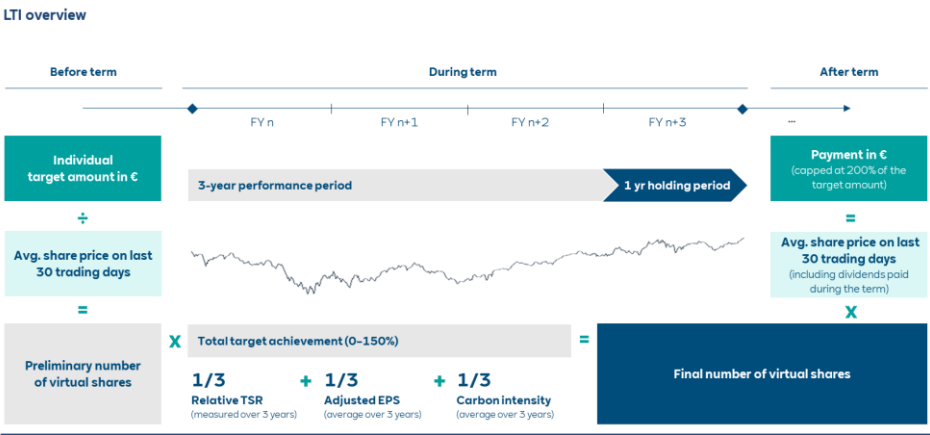 LTI overview
Before term
During term
After term
FY n
FY n+1
FY n+2
FY n+3
...
Individual
target amount in €
3-year performance period
1 yr holding period
Payment in €
(capped at 200% of the
target amount)
÷
=
Avg. share price on last
30 trading days
Avg. share price on last
30 trading days
(including dividends paid
during the term)
=
X
Preliminary number
of virtual shares
X
Total target achievement (0–150%)
=
Final number of virtual shares
1/3
+
1/3
+
1/3
Relative TSR
Adjusted EPS
Carbon intensity
(measured over 3 years)
(average over 3 years)
(average over 3 years)